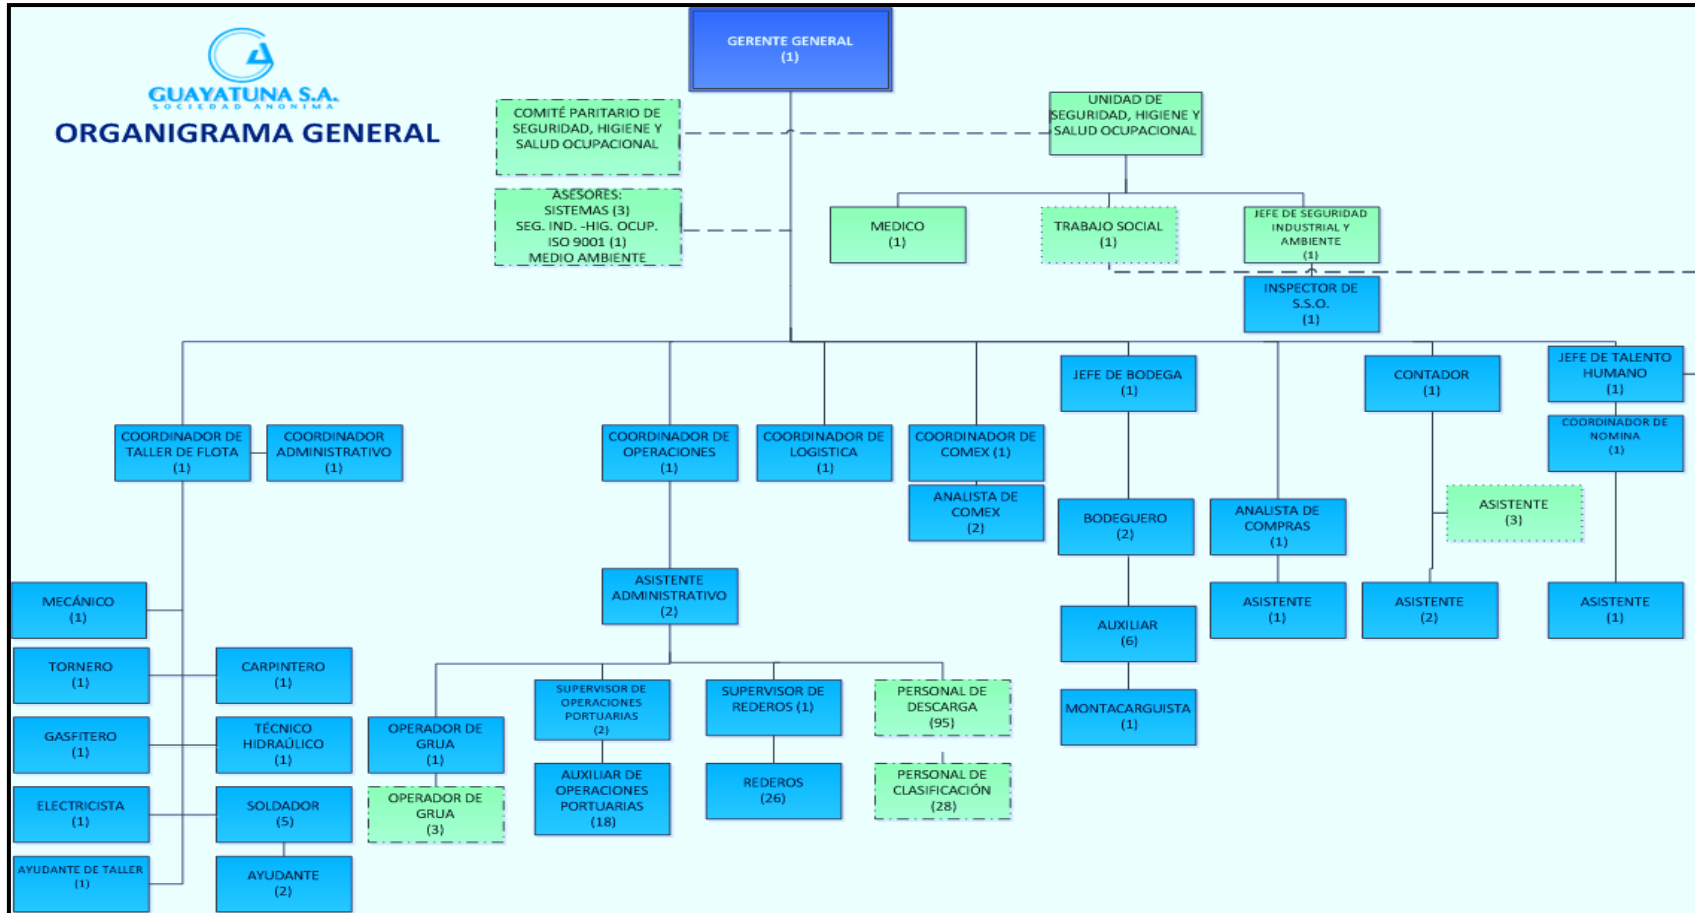 GUAYATUNA S.A.
SOCIEDAD ANONIMA
ORGANIGRAMA GENERAL
GERENTE GENERAL
(1)
COMITÉ PARITARIO DE
SEGURIDAD, HIGIENE Y
SALUD OCUPACIONAL
UNIDAD DE
SEGURIDAD, HIGIENE Y
SALUD OCUPACIONAL
ASESORES:
SISTEMAS (3)
SEG. IND. -HIG. OCUP.
ISO 9001 (1)
MEDIO AMBIENTE
MEDICO
(1)
TRABAJO SOCIAL
(1)
JEFE DE SEGURIDAD
INDUSTRIAL Y
AMBIENTE
(1)
INSPECTOR DE
S.S.O.
(1)
JEFE DE BODEGA
(1)
CONTADOR
(1)
JEFE DE TALENTO
HUMANO
(1)
COORDINADOR DE
TALLER DE FLOTA
(1)
COORDINADOR
ADMINISTRATIVO
(1)
COORDINADOR DE
OPERACIONES
(1)
COORDINADOR DE
LOGISTICA
(1)
COORDINADOR DE
COMEX (1)
COORDINADOR DE
NOMINA
(1)
ANALISTA DE
COMEX
(2)
BODEGUERO
(2)
ANALISTA DE
COMPRAS
(1)
ASISTENTE
(3)
ASISTENTE
ADMINISTRATIVO
(2)
MECÁNICO
(1)
AUXILIAR
(6)
ASISTENTE
(1)
ASISTENTE
(2)
ASISTENTE
(1)
TORNERO
(1)
CARPINTERO
(1)
SUPERVISOR DE
OPERACIONES
PORTUARIAS
(2)
SUPERVISOR DE
REDEROS (1)
PERSONAL DE
DESCARGA
(95)
MONTACARGUISTA
(1)
GASFITERO
(1)
TÉCNICO
HIDRAÚLICO
(1)
OPERADOR DE
GRUA
(1)
AUXILIAR DE
OPERACIONES
PORTUARIAS
(18)
REDEROS
(26)
PERSONAL DE
CLASIFICACIÓN
(28)
ELECTRICISTA
(1)
SOLDADOR
(5)
OPERADOR DE
GRUA
(3)
AYUDANTE DE TALLER
(1)
AYUDANTE
(2)